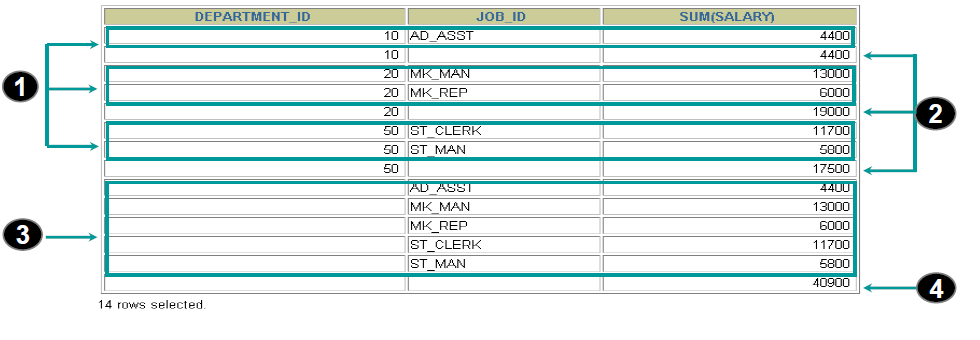 DEPARTMENT_ID JOB_ID SUM(SALARY)
10 AD_ASST 4400
10 4400
20 MK_MAN 13000
1
20 MK_REP 6000
20 19000
2
50 ST_CLERK 11700
50 ST_MAN 5800
50 17500
AD_ASST 4400
MK_MAN 13000
MK_REP 6000
3
ST_CLERK 11700
ST_MAN 5800
40900
4
14 rows selected.